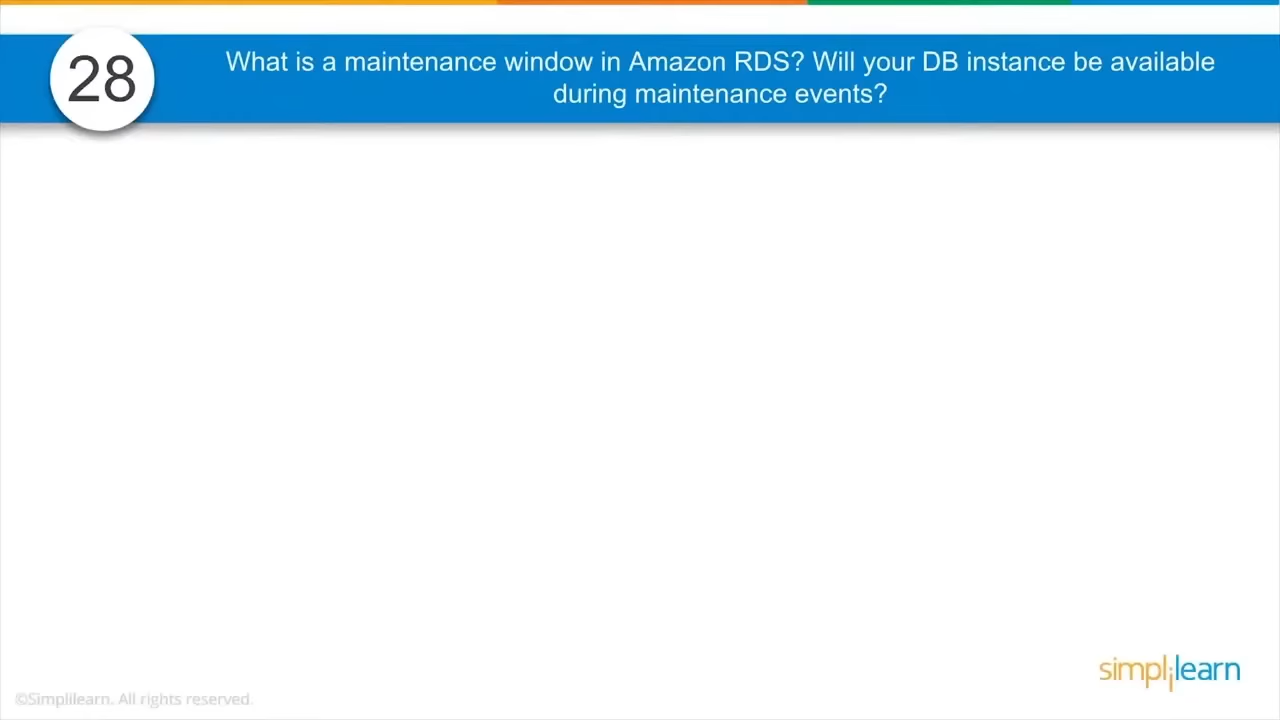 28
What is a maintenance window in Amazon RDS? Will your DB instance be available
during maintenance events?
simplilearn
©Simplilearn. All rights reserved.